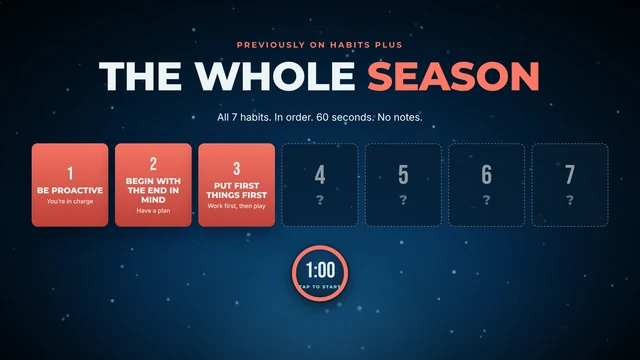 PREVIOUSLY ON HABITS PLUS
THE WHOLE SEASON
All 7 habits. In order. 60 seconds. No notes.
1
BE PROACTIVE
You're in charge
2
BEGIN WITH
THE END IN
MIND
Have a plan
3
PUT FIRST
THINGS FIRST
Work first, then play
4
?
5
?
6
?
7
?
1:00
TAP TO START